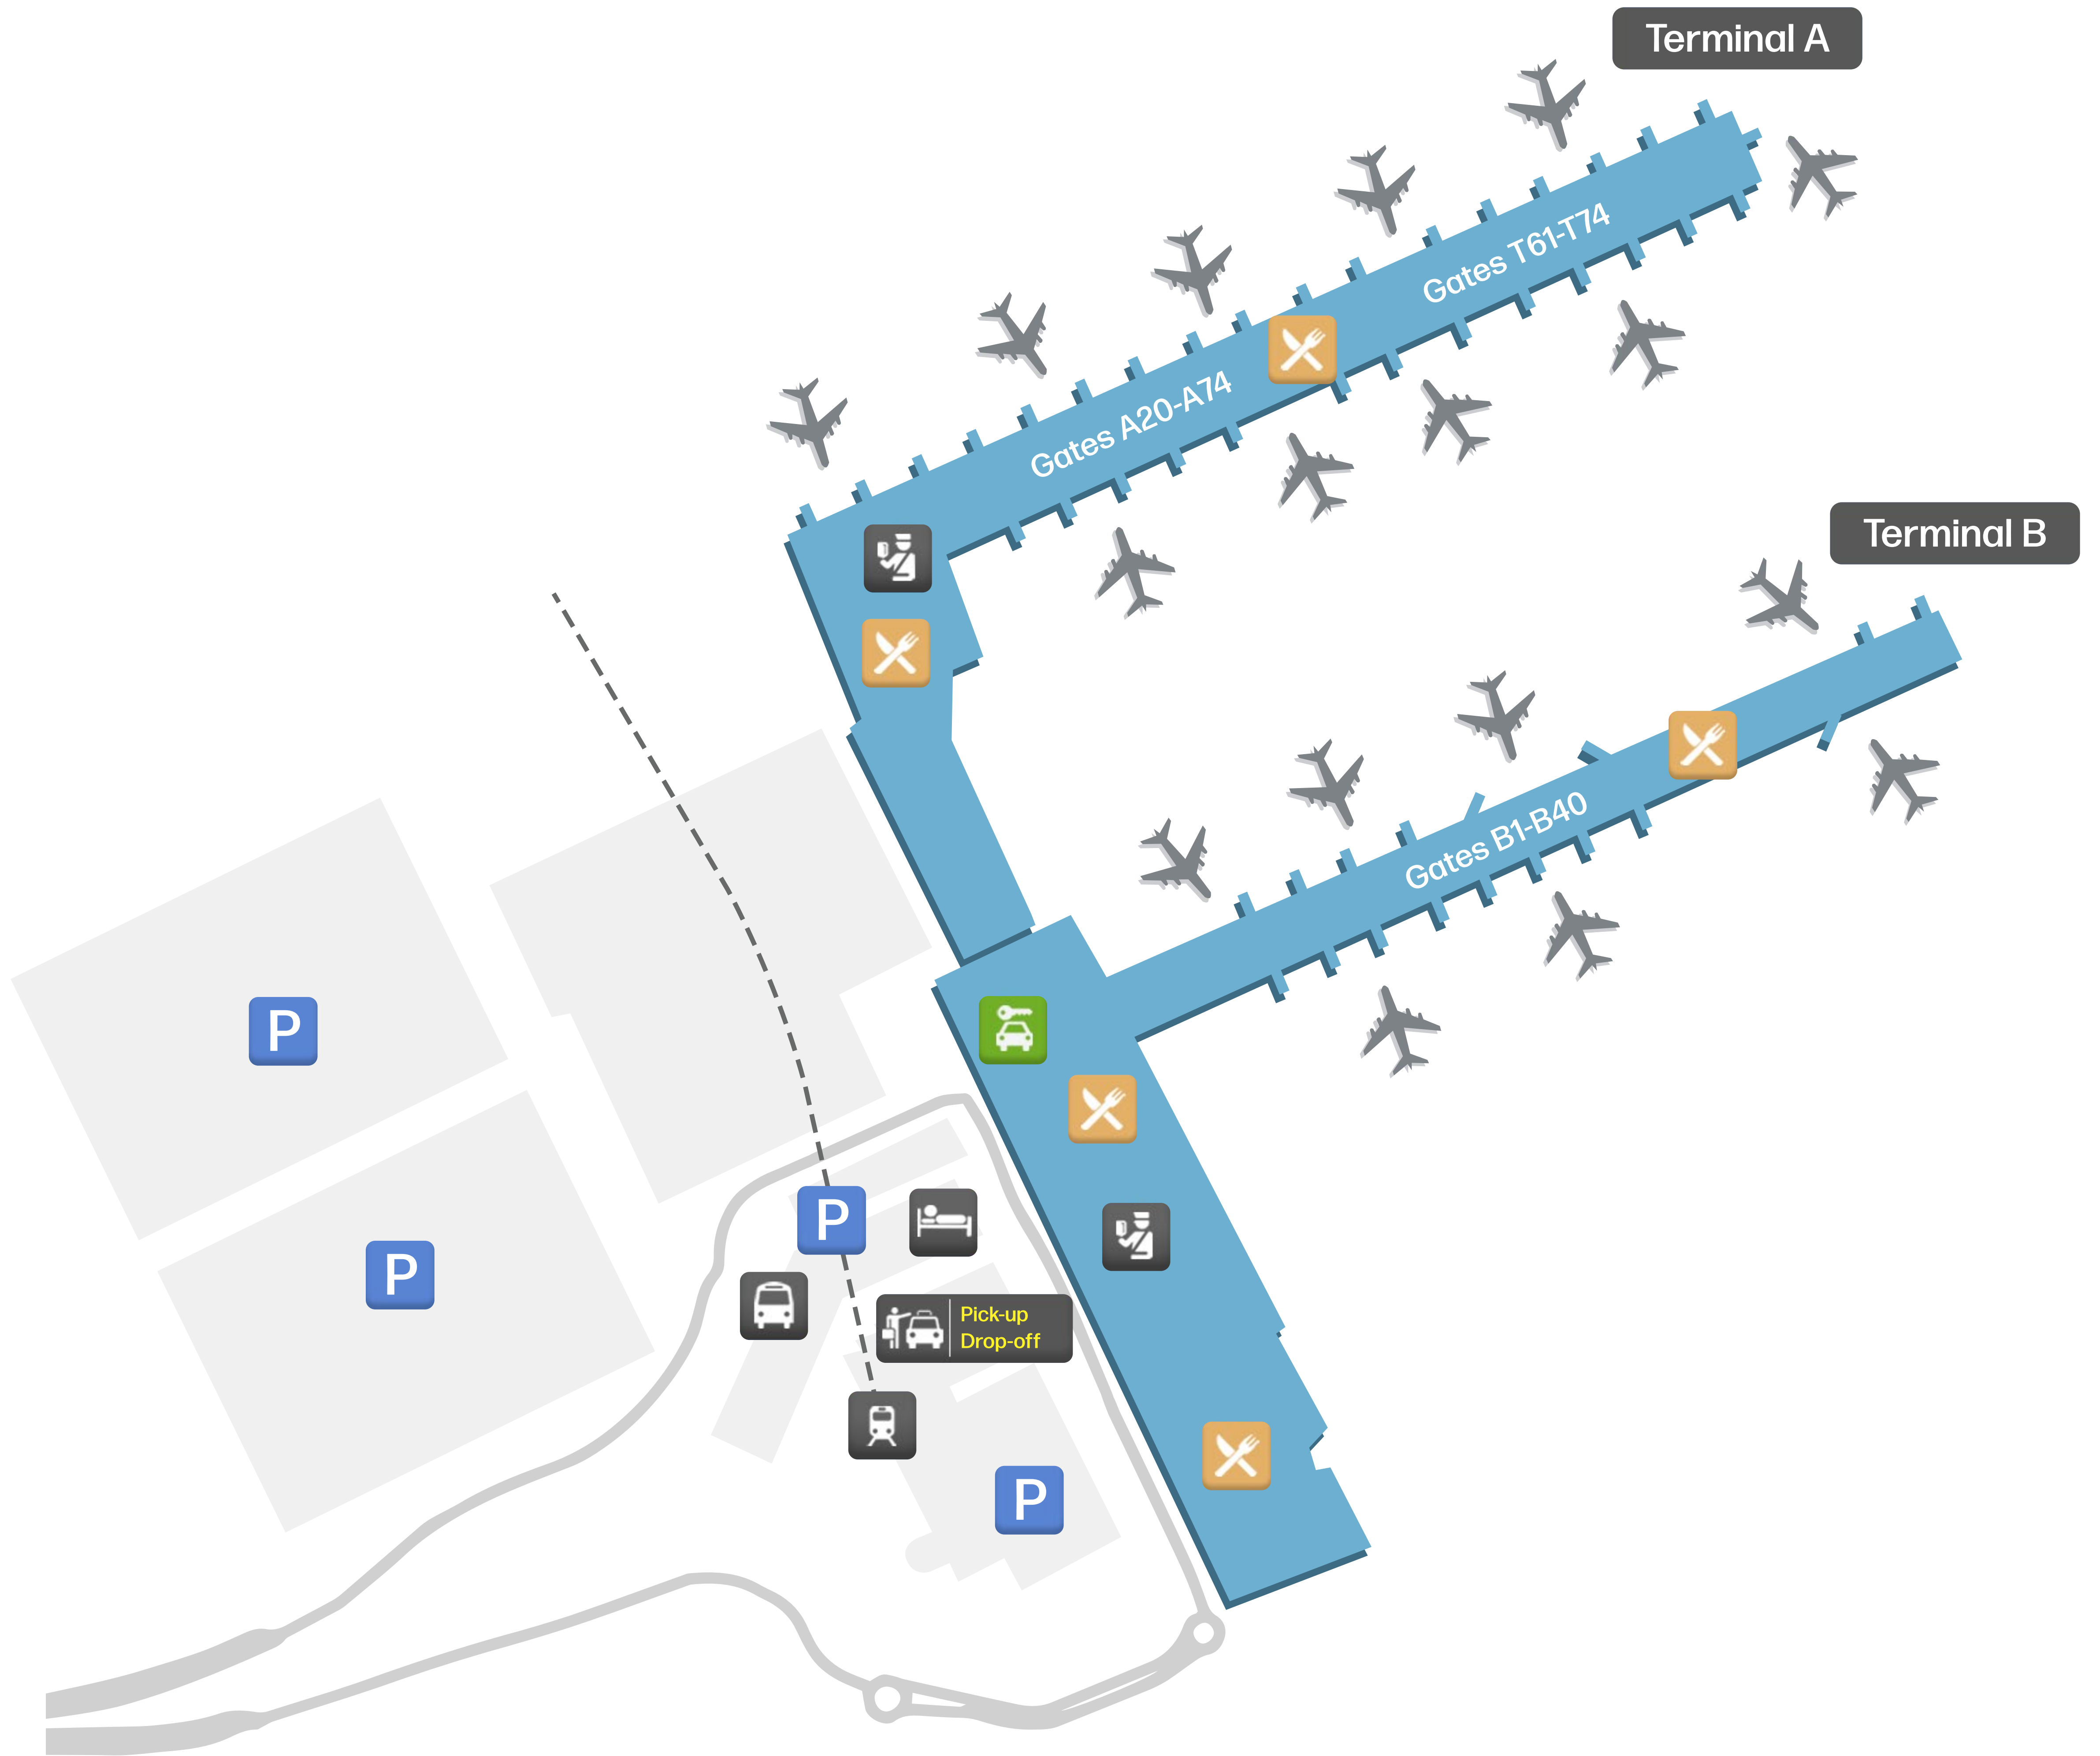 Terminal A
Gates T61-T74
Gates A20-A74
Terminal B
Gates B1-B40
P
P
P
Pick-up
Drop-off
P